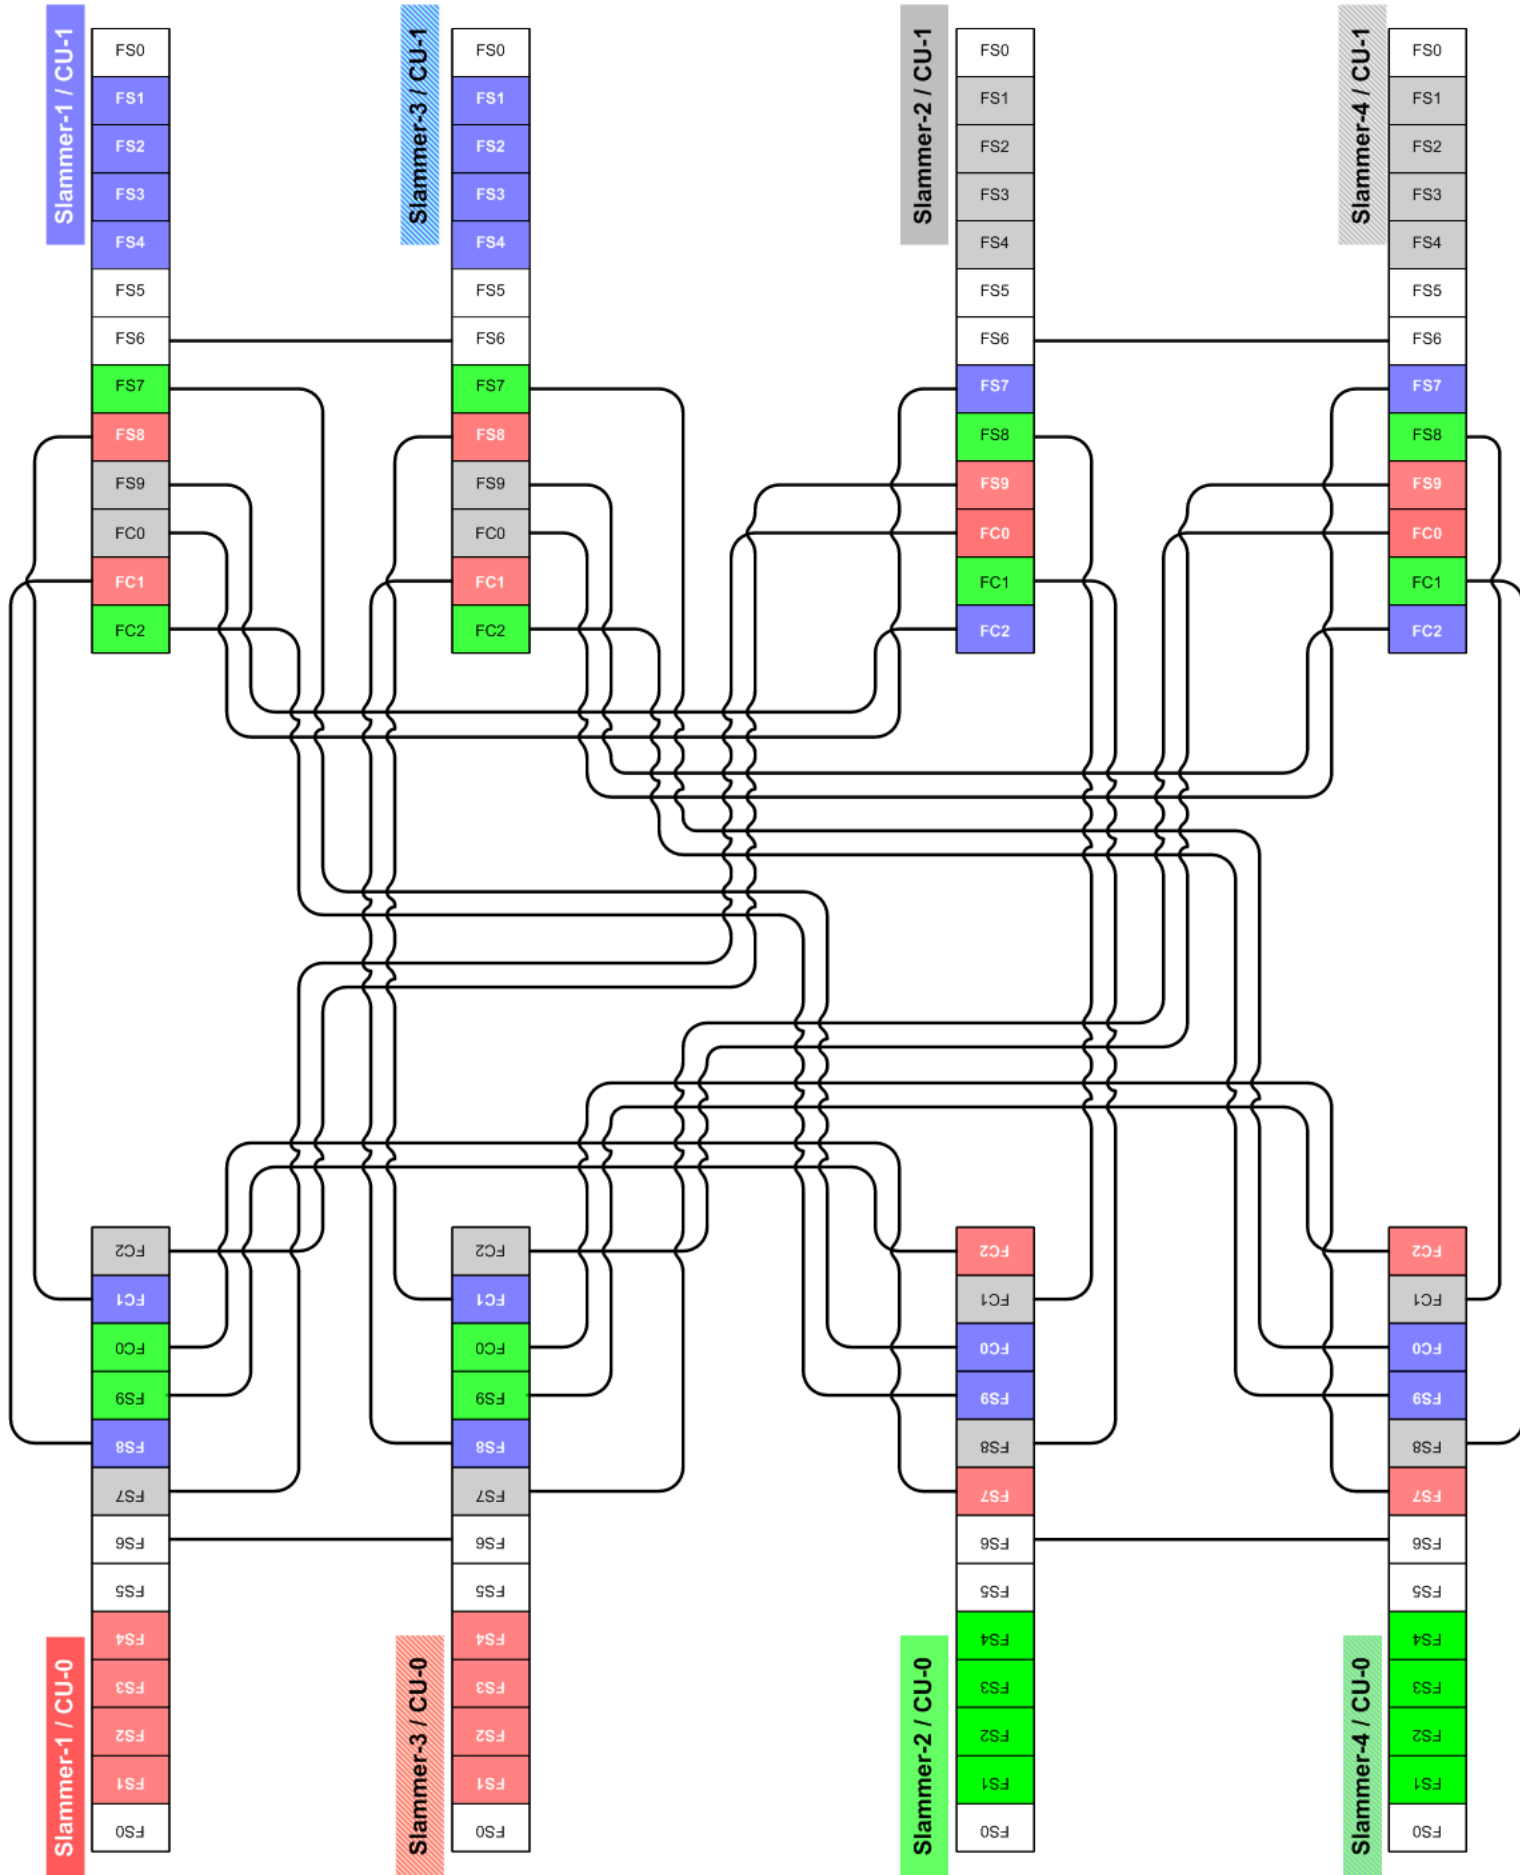 Slammer-1 / CU-1
FS0
FS1
FS2
FS3
FS4
FS5
FS6
FS7
FS8
FS9
FC0
FC1
FC2
Slammer-3 / CU-1
FS0
FS1
FS2
FS3
FS4
FS5
FS6
FS7
FS8
FS9
FC0
FC1
FC2
Slammer-2 / CU-1
FS0
FS1
FS2
FS3
FS4
FS5
FS6
FS7
FS8
FS9
FC0
FC1
FC2
Slammer-4 / CU-1
FS0
FS1
FS2
FS3
FS4
FS5
FS6
FS7
FS8
FS9
FC0
FC1
FC2
Slammer-1 / CU-0
FC2
FC1
FC0
FS9
FS8
FS7
FS6
FS5
FS4
FS3
FS2
FS1
FS0
Slammer-3 / CU-0
FC2
FC1
FC0
FS9
FS8
FS7
FS6
FS5
FS4
FS3
FS2
FS1
FS0
Slammer-2 / CU-0
FC2
FC1
FC0
FS9
FS8
FS7
FS6
FS5
FS4
FS3
FS2
FS1
FS0
Slammer-4 / CU-0
FC2
FC1
FC0
FS9
FS8
FS7
FS6
FS5
FS4
FS3
FS2
FS1
FS0